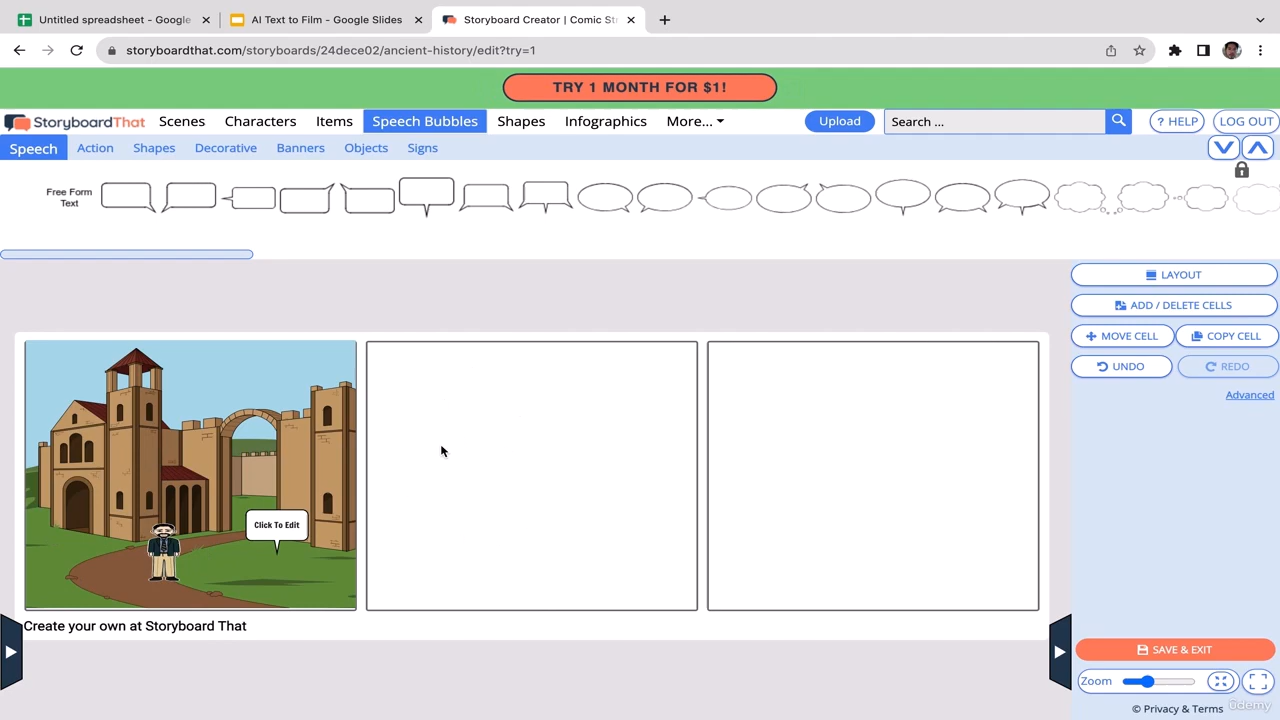 Untitled spreadsheet - Google
AI Text to Film - Google Slides
Storyboard Creator | Comic St
storyboardthat.com/storyboards/24dece02/ancient-history/edit?try=1
TRY 1 MONTH FOR $1!
StoryboardThat
Scenes
Characters
Items
Speech Bubbles
Shapes
Infographics
More...
Upload
Search ...
? HELP
LOG OUT
Speech
Action
Shapes
Decorative
Banners
Objects
Signs
Free Form
Text
LAYOUT
ADD / DELETE CELLS
MOVE CELL
COPY CELL
UNDO
REDO
Advanced
Click To Edit
Create your own at Storyboard That
SAVE & EXIT
Zoom
© Privacy & Terms
ûdemy